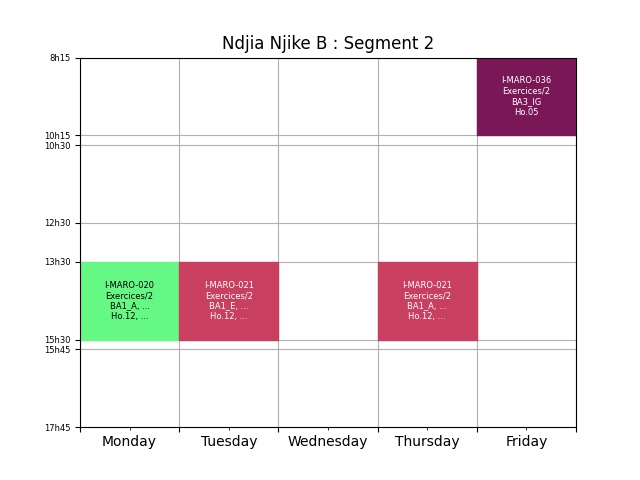 Ndjia Njike B : Segment 2
8h15
I-MARO-036
Exercices/2
BA3_IG
Ho.05
10h15
10h30
12h30
13h30
I-MARO-020
Exercices/2
BA1_A, ...
Ho.12, ...
I-MARO-021
Exercices/2
BA1_E, ...
Ho.12, ...
I-MARO-021
Exercices/2
BA1_A, ...
Ho.12, ...
15h30
15h45
17h45
Monday Tuesday Wednesday Thursday Friday